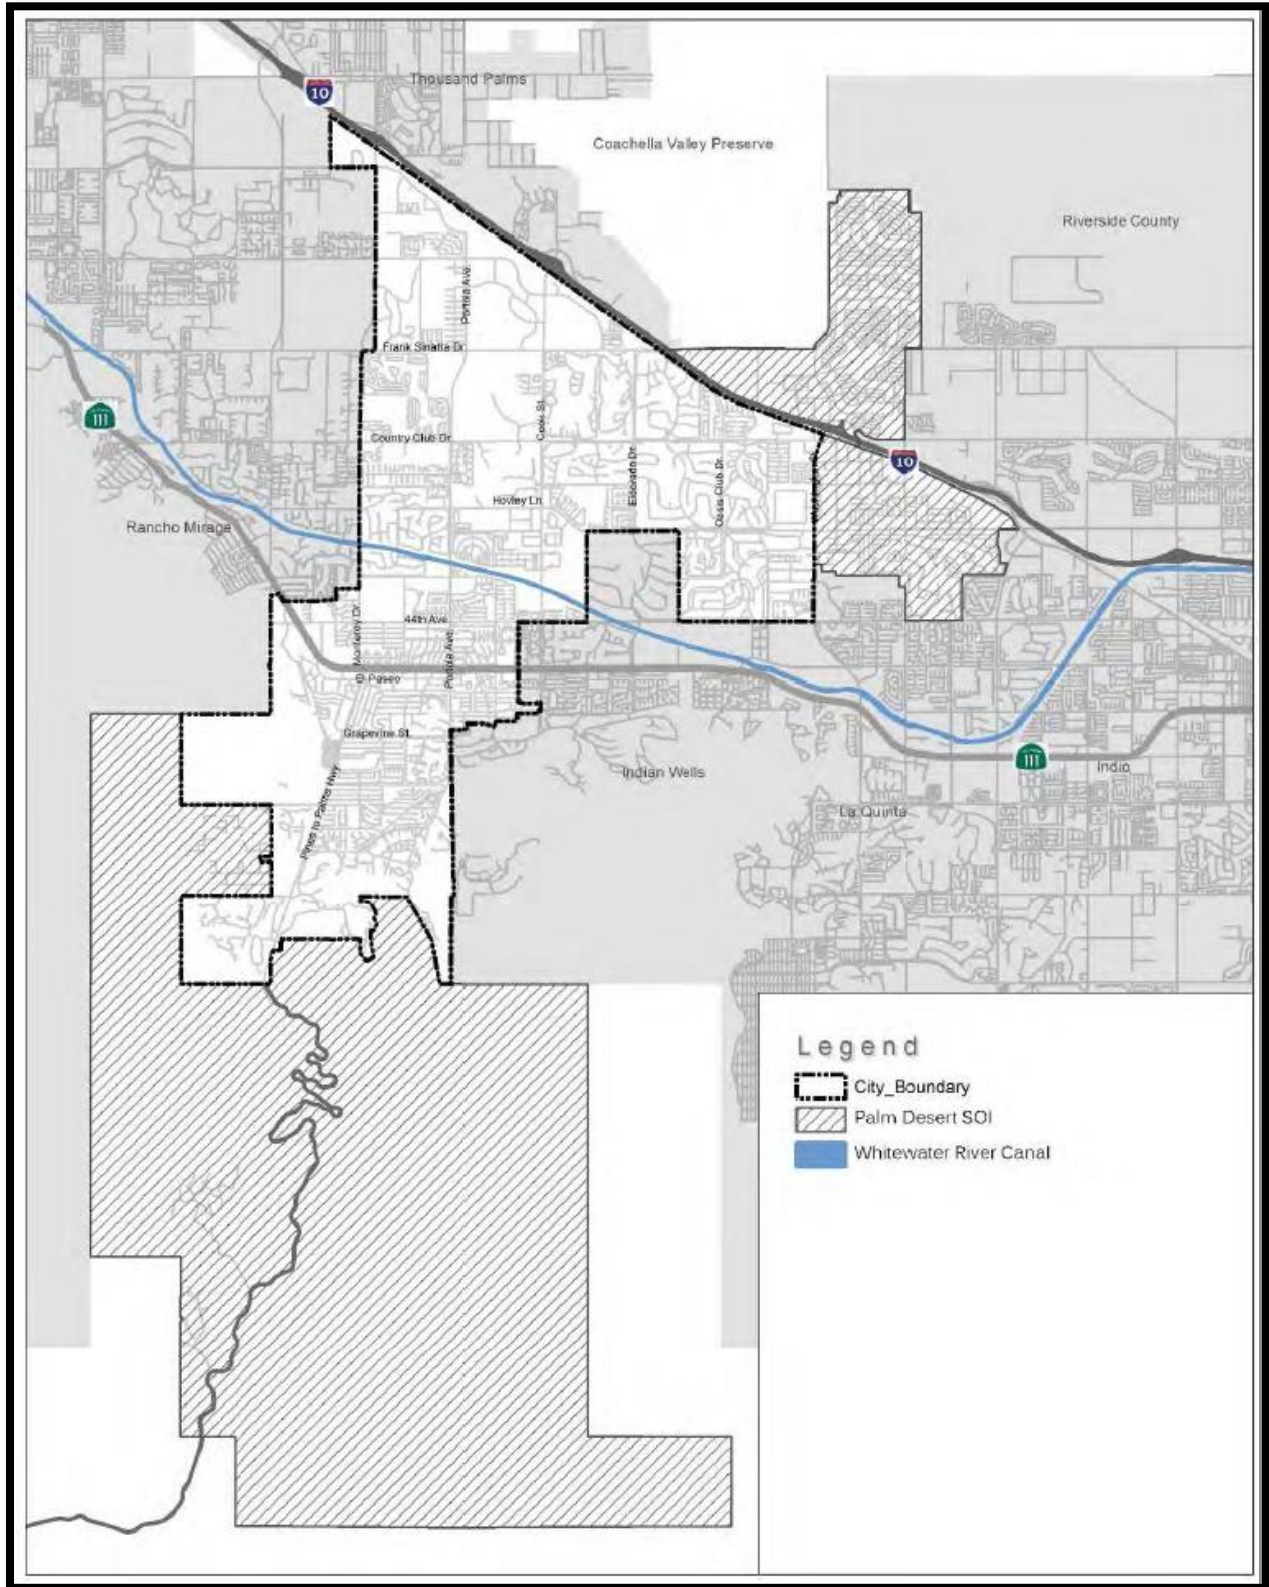 Thousand Palms
10
Coachella Valley Preserve
Riverside County
Portola Ave.
Frank Sinatra Dr
111
Cook St
Country Club Dr
Eldorado Dr.
Oasis Club Dr.
10
Hovley Ln
Rancho Mirage
44th Ave
Monterey Dr.
Portola Ave.
El Paseo
Grapevine St
Indian Wells
111
Indio
Pines to Palms Hwy
La Quinta
Legend
City_Boundary
Palm Desert SOI
Whitewater River Canal